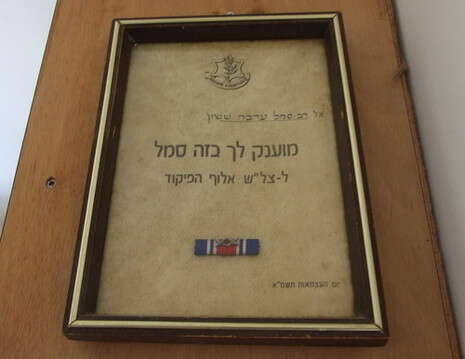 אל רב-סמל ערבה ששון
מוענק לך בזה סמל
ל-צל"ש אלוף הפיקוד
יום העצמאות תשמ"א